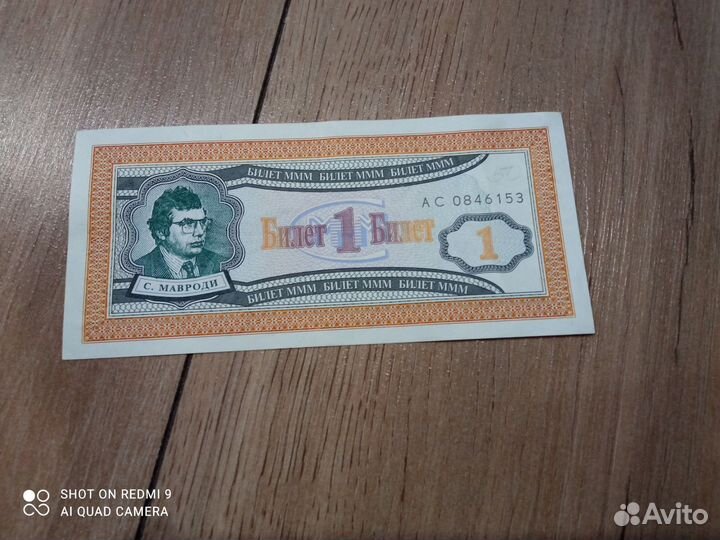 БИЛЕТ МММ БИЛЕТ МММ БИЛЕТ МММ
АС 0846153
Билет 1 Билет
1
С. МАВРОДИ
БИЛЕТ МММ БИЛЕТ МММ БИЛЕТ МММ
SHOT ON REDMI 9
AI QUAD CAMERA
Avito